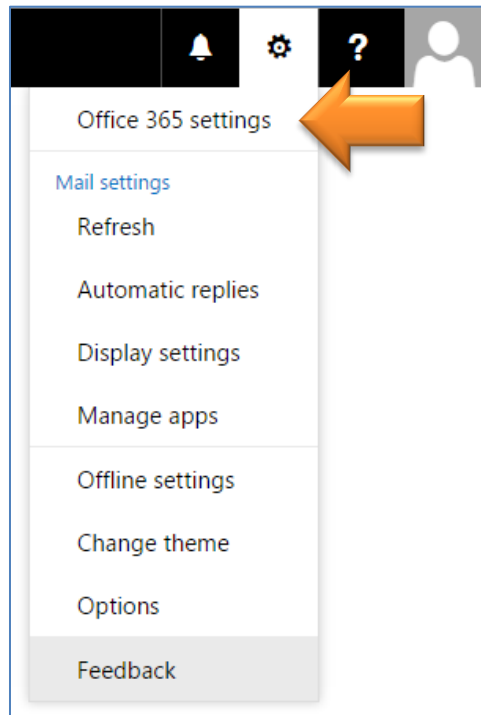 ?
Office 365 settings
Mail settings
Refresh
Automatic replies
Display settings
Manage apps
Offline settings
Change theme
Options
Feedback